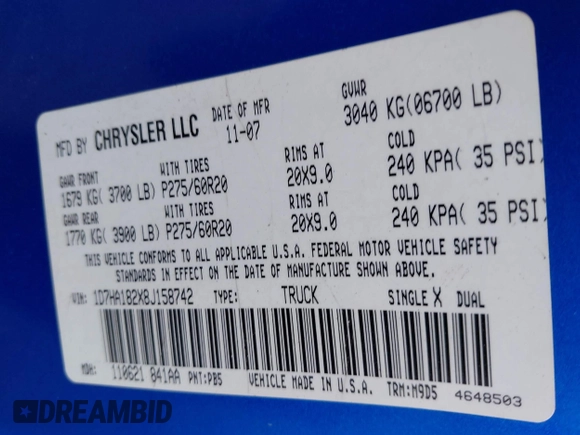 MFD BY CHRYSLER LLC DATE OF MFR 11-07 GVWR 3040 KG(06700 LB)
GAWR FRONT WITH TIRES RIMS AT COLD
1679 KG( 3700 LB) P275/60R20 20X9.0 240 KPA( 35 PSI)
GAWR REAR WITH TIRES RIMS AT COLD
1770 KG( 3900 LB) P275/60R20 20X9.0 240 KPA( 35 PSI)
THIS VEHICLE CONFORMS TO ALL APPLICABLE U.S.A. FEDERAL MOTOR VEHICLE SAFETY
STANDARDS IN EFFECT ON THE DATE OF MANUFACTURE SHOWN ABOVE.
VIN: 1D7HA182X8J158742 TYPE: TRUCK SINGLE X DUAL
MDH: 110621 841AA PNT:PB5 VEHICLE MADE IN U.S.A. TRM:M9D5 4648503
DREAMBID